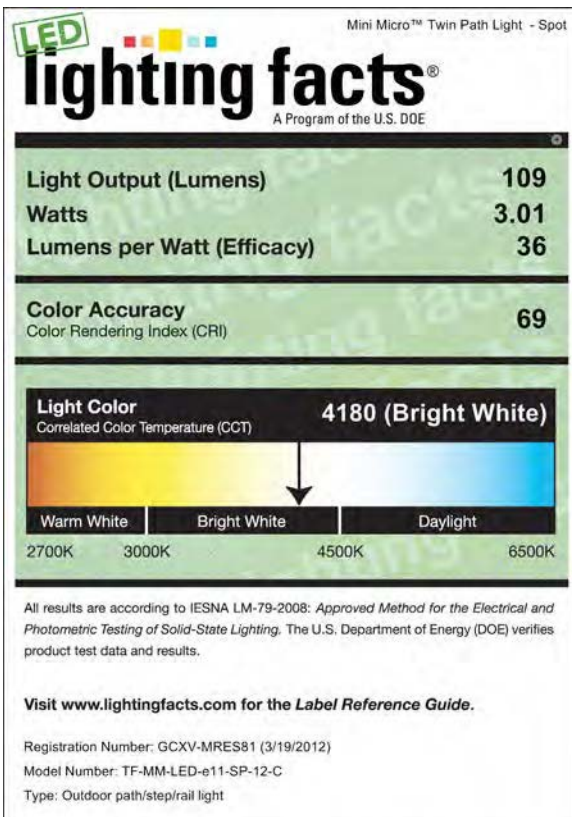 Mini Micro™ Twin Path Light - Spot
LED
lighting facts®
A Program of the U.S. DOE
Light Output (Lumens) 109
Watts 3.01
Lumens per Watt (Efficacy) 36
Color Accuracy
Color Rendering Index (CRI) 69
Light Color
Correlated Color Temperature (CCT) 4180 (Bright White)
Warm White Bright White Daylight
2700K 3000K 4500K 6500K
All results are according to IESNA LM-79-2008: Approved Method for the Electrical and
Photometric Testing of Solid-State Lighting. The U.S. Department of Energy (DOE) verifies
product test data and results.
Visit www.lightingfacts.com for the Label Reference Guide.
Registration Number: GCXV-MRES81 (3/19/2012)
Model Number: TF-MM-LED-e11-SP-12-C
Type: Outdoor path/step/rail light